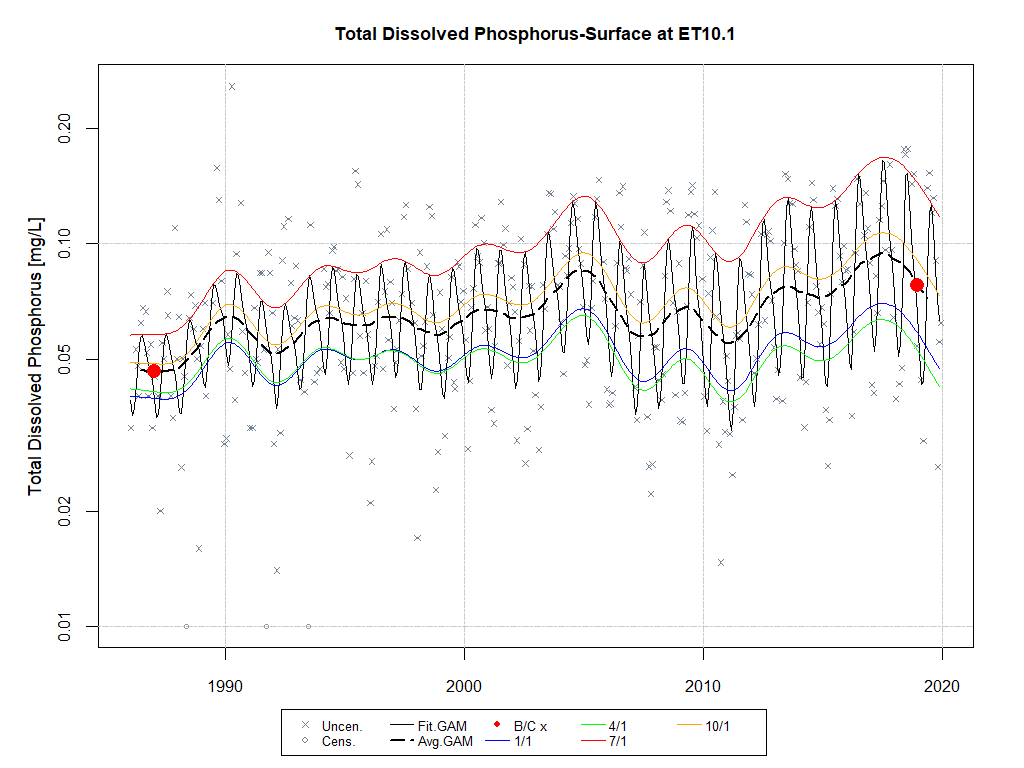 Total Dissolved Phosphorus-Surface at ET10.1
Total Dissolved Phosphorus [mg/L]
0.20
0.10
0.05
0.02
0.01
1990 2000 2010 2020
Uncen. Fit.GAM B/C x 4/1 10/1
Cens. Avg.GAM 1/1 7/1